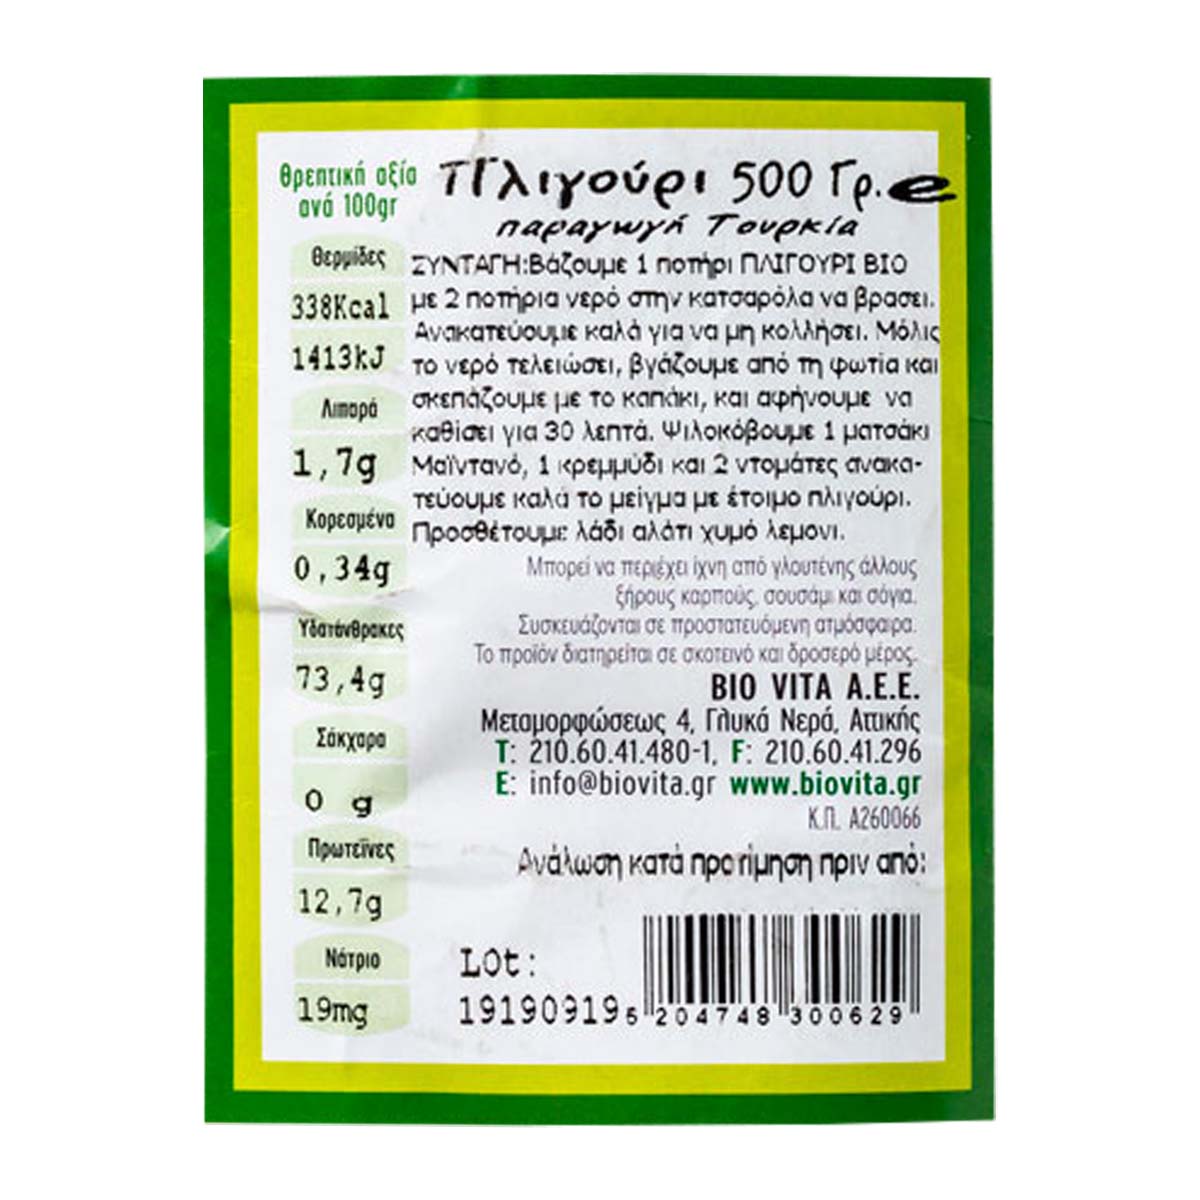 Θρεπτική αξία
ανά 100gr
Θερμίδες
338Kcal
1413kJ
Λιπαρά
1,7g
Κορεσμένα
0,34g
Υδατάνθρακες
73,4g
Σάκχαρα
0 g
Πρωτεΐνες
12,7g
Νάτριο
19mg
Πλιγούρι 500 Γρ. e
παραγωγή Τουρκία
ΣΥΝΤΑΓΗ:Βάζουμε 1 ποτήρι ΠΛΙΓΟΥΡΙ ΒΙΟ
με 2 ποτήρια νερό στην κατσαρόλα να βρασει.
Ανακατεύουμε καλά για να μη κολλήσει. Μόλις
το νερό τελειώσει, βγάζουμε από τη φωτία και
σκεπάζουμε με το καπάκι, και αφήνουμε να
καθίσει για 30 λεπτά. Ψιλοκόβουμε 1 ματσάκι
Μαϊντανό, 1 κρεμμύδι και 2 ντομάτες ανακα-
τεύουμε καλά το μείγμα με έτοιμο πλιγούρι.
Προσθέτουμε λάδι αλάτι χυμό λεμονι.
Μπορεί να περιέχει ίχνη από γλουτένης άλλους
ξήρους καρπούς, σουσάμι και σόγια.
Συσκευάζονται σε προστατευόμενη ατμόσφαιρα.
Το προϊόν διατηρείται σε σκοτεινό και δροσερό μέρος.
BIO VITA A.E.E.
Μεταμορφώσεως 4, Γλυκά Νερά, Αττικής
T: 210.60.41.480-1, F: 210.60.41.296
E: info@biovita.gr www.biovita.gr
Κ.Π. Α260066
Ανάλωση κατά προτίμηση πριν από:
LOt:
19190919
5 204748 300629